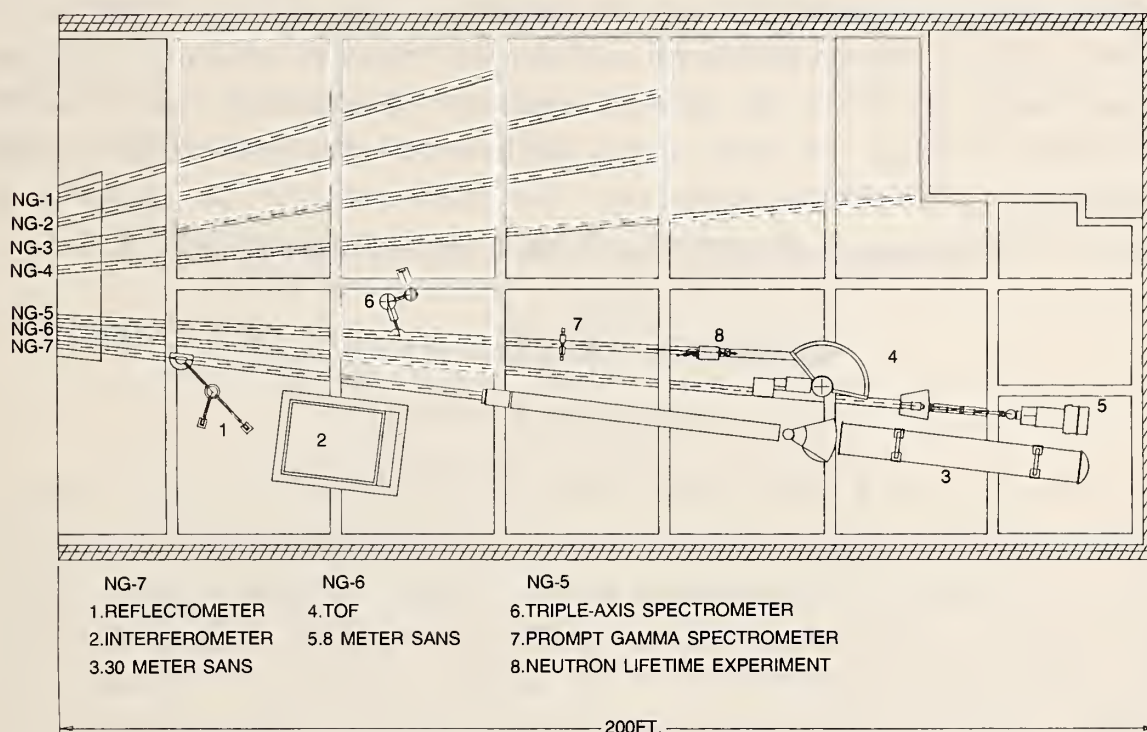 NG-1
NG-2
NG-3
NG-4
NG-5
NG-6
NG-7
6
7
8
4
5
1
2
3
NG-7
1.REFLECTOMETER
2.INTERFEROMETER
3.30 METER SANS
NG-6
4.TOF
5.8 METER SANS
NG-5
6.TRIPLE-AXIS SPECTROMETER
7.PROMPT GAMMA SPECTROMETER
8.NEUTRON LIFETIME EXPERIMENT
200FT.